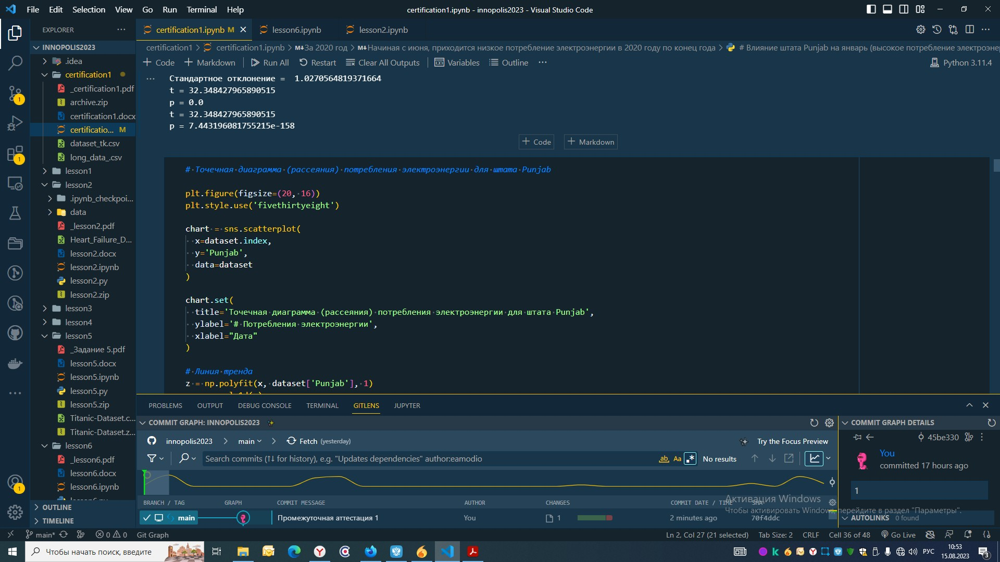 File Edit Selection View Go Run Terminal Help
certification1.ipynb - innopolis2023 - Visual Studio Code
EXPLORER
certification1.ipynb M
lesson6.ipynb
lesson2.ipynb
INNOPOLIS2023
certification1 > certification1.ipynb > M↓За 2020 год > M↓Начиная с июня, приходится низкое потребление электроэнергии в 2020 году по конец года > # Влияние штата Punjab на январь (высокое потребление электроэне
Code Markdown Run All Restart Clear All Outputs Variables Outline
Python 3.11.4
.idea
certification1
_certification1.pdf
archive.zip
certification1.docx
certificatio... M
dataset_tk.csv
long_data_.csv
lesson1
lesson2
.ipynb_checkpoi...
data
_lesson2.pdf
Heart_Failure_D...
lesson2.docx
lesson2.ipynb
lesson2.py
lesson2.zip
lesson3
lesson4
lesson5
_Задание 5.pdf
lesson5.docx
lesson5.ipynb
lesson5.py
lesson5.zip
Titanic-Dataset.c...
Titanic-Dataset.z...
lesson6
_lesson6.pdf
lesson6.docx
lesson6.ipynb
OUTLINE
TIMELINE
Стандартное отклонение = 1.0270564819371664
t = 32.348427965890515
p = 0.0
t = 32.348427965890515
p = 7.443196081755215e-158
Code Markdown
# Точечная диаграмма (рассеяния) потребления электроэнергии для штата Punjab
plt.figure(figsize=(20, 16))
plt.style.use('fivethirtyeight')
chart = sns.scatterplot(
x=dataset.index,
y='Punjab',
data=dataset
)
chart.set(
title='Точечная диаграмма (рассеяния) потребления электроэнергии для штата Punjab',
ylabel='# Потребления электроэнергии',
xlabel="Дата"
)
# Линия тренда
z = np.polyfit(x, dataset['Punjab'], 1)
PROBLEMS OUTPUT DEBUG CONSOLE TERMINAL GITLENS JUPYTER
COMMIT GRAPH: INNOPOLIS2023
innopolis2023 > main > Fetch (yesterday)
Try the Focus Preview
Search commits (↑↓ for history), e.g. "Updates dependencies" author:eamodio
ab Aa .* No results
BRANCH / TAG GRAPH COMMIT MESSAGE AUTHOR CHANGES COMMIT DATE / TIME SHA
main Промежуточная аттестация 1 You 1 2 minutes ago 70f4ddc
COMMIT GRAPH DETAILS
45be330
You
committed 17 hours ago
1
AUTOLINKS 0 found
Активация Windows
Чтобы активировать Windows, перейдите в раздел "Параметры".
main* 0 0 Git Graph
Ln 2, Col 27 (21 selected) Tab Size: 2 CRLF Cell 36 of 48 Go Live
Чтобы начать поиск, введите
РУС
10:53
15.08.2023
3